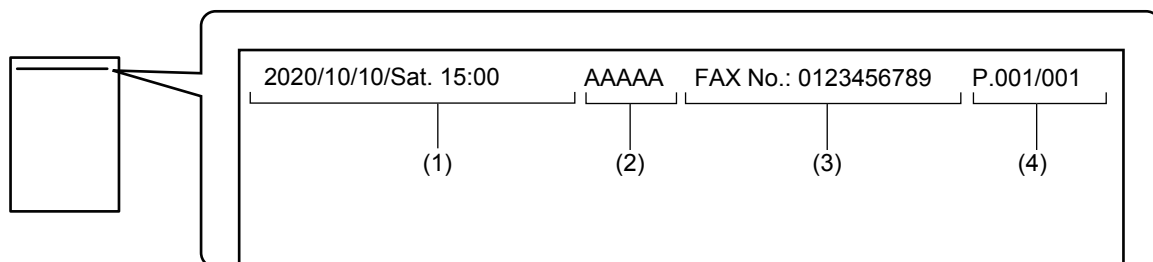 2020/10/10/Sat. 15:00 AAAAA FAX No.: 0123456789 P.001/001
(1) (2) (3) (4)